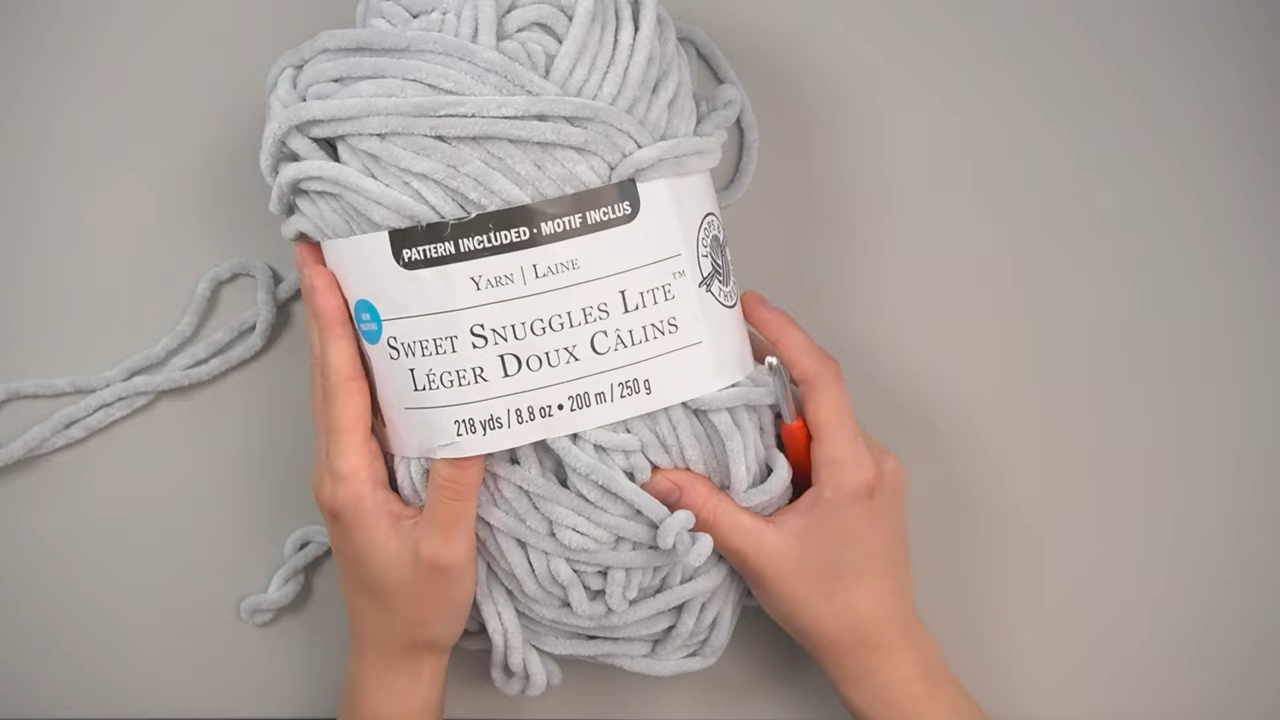 PATTERN INCLUDED • MOTIF INCLUS
YARN | LAINE
SWEET SNUGGLES LITE™
LÉGER DOUX CÂLINS
218 yds / 8.8 oz • 200 m / 250 g
LOOPS &